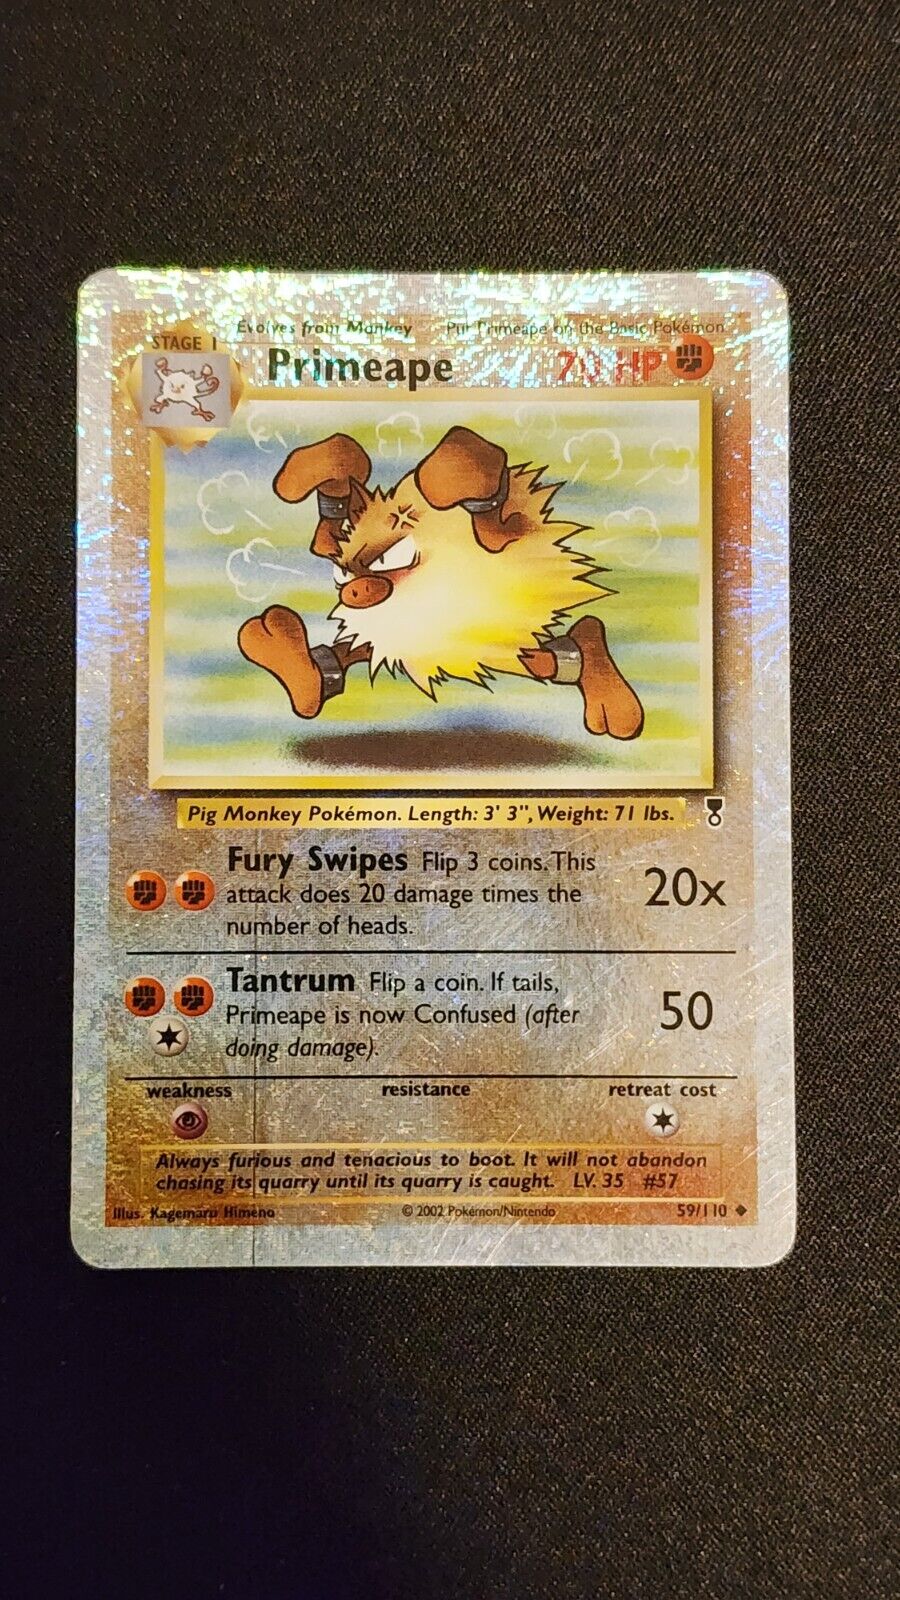 Evolves from Mankey Put Primeape on the Basic Pokémon
STAGE 1
Primeape 70 HP
Pig Monkey Pokémon. Length: 3' 3", Weight: 71 lbs.
Fury Swipes Flip 3 coins. This
attack does 20 damage times the
number of heads.
20x
Tantrum Flip a coin. If tails,
Primeape is now Confused (after
doing damage).
50
weakness resistance retreat cost
Always furious and tenacious to boot. It will not abandon
chasing its quarry until its quarry is caught. LV. 35 #57
Illus. Kagemaru Himeno © 2002 Pokémon/Nintendo 59/110